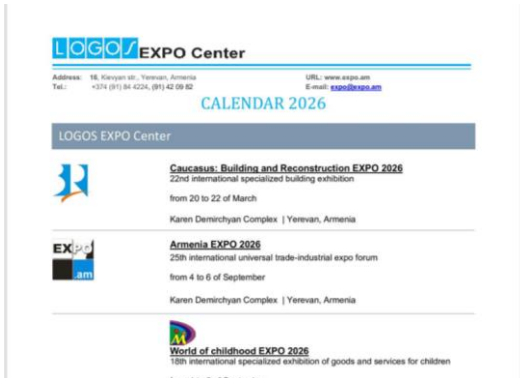 LOGOS EXPO Center
Address: 18, Kievyan str., Yerevan, Armenia
URL: www.expo.am
Tel.: +374 (91) 84 4224, (91) 42 09 82
E-mail: expo@expo.am
CALENDAR 2026
LOGOS EXPO Center
Caucasus: Building and Reconstruction EXPO 2026
22nd international specialized building exhibition
from 20 to 22 of March
Karen Demirchyan Complex | Yerevan, Armenia
EXPO
.am
Armenia EXPO 2026
25th international universal trade-industrial expo forum
from 4 to 6 of September
Karen Demirchyan Complex | Yerevan, Armenia
World of childhood EXPO 2026
18th international specialized exhibition of goods and services for children